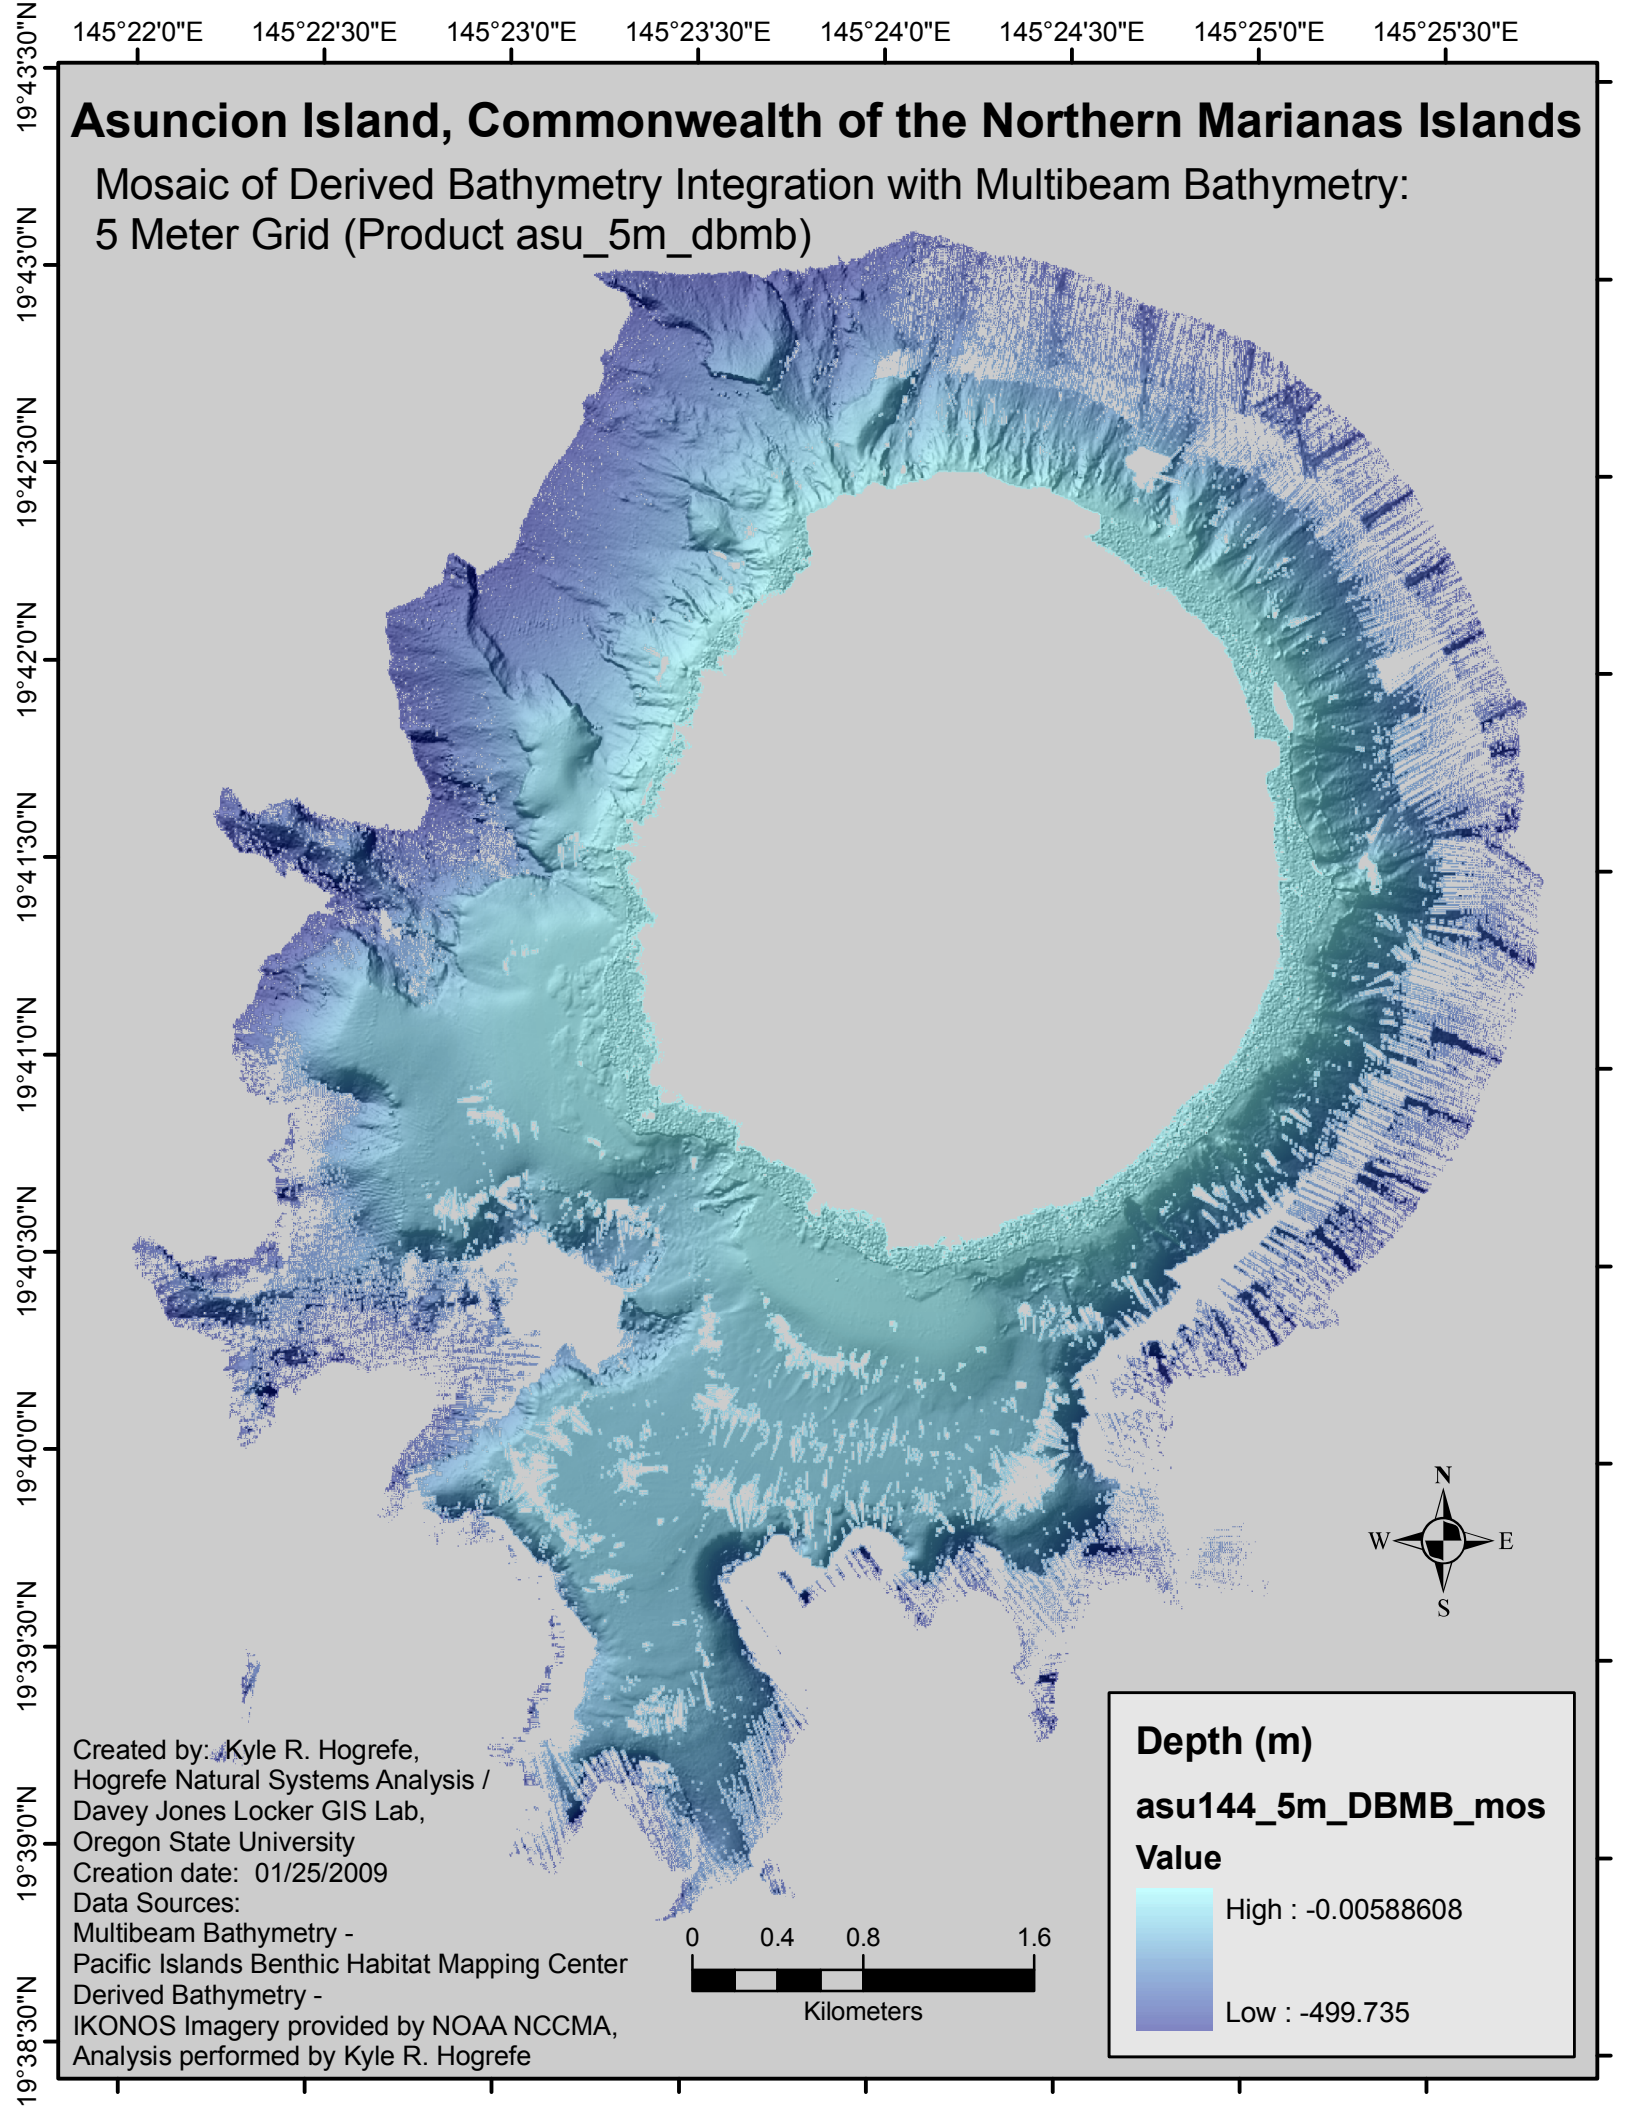 145°22'0"E 145°22'30"E 145°23'0"E 145°23'30"E 145°24'0"E 145°24'30"E 145°25'0"E 145°25'30"E
19°43'30"N
19°43'0"N
19°42'30"N
19°42'0"N
19°41'30"N
19°41'0"N
19°40'30"N
19°40'0"N
19°39'30"N
19°39'0"N
19°38'30"N
Asuncion Island, Commonwealth of the Northern Marianas Islands
Mosaic of Derived Bathymetry Integration with Multibeam Bathymetry:
5 Meter Grid (Product asu_5m_dbmb)
N
W E
S
Created by: Kyle R. Hogrefe,
Hogrefe Natural Systems Analysis /
Davey Jones Locker GIS Lab,
Oregon State University
Creation date: 01/25/2009
Data Sources:
Multibeam Bathymetry -
Pacific Islands Benthic Habitat Mapping Center
Derived Bathymetry -
IKONOS Imagery provided by NOAA NCCMA,
Analysis performed by Kyle R. Hogrefe
0 0.4 0.8 1.6
Kilometers
Depth (m)
asu144_5m_DBMB_mos
Value
High : -0.00588608
Low : -499.735